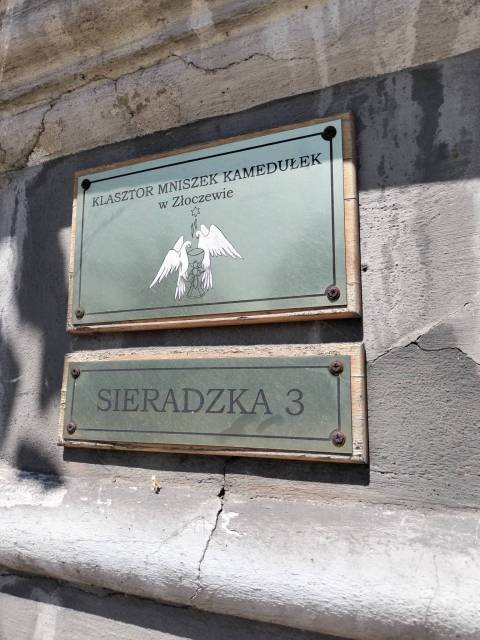 KLASZTOR MNISZEK KAMEDUŁEK
w Złoczewie
SIERADZKA 3